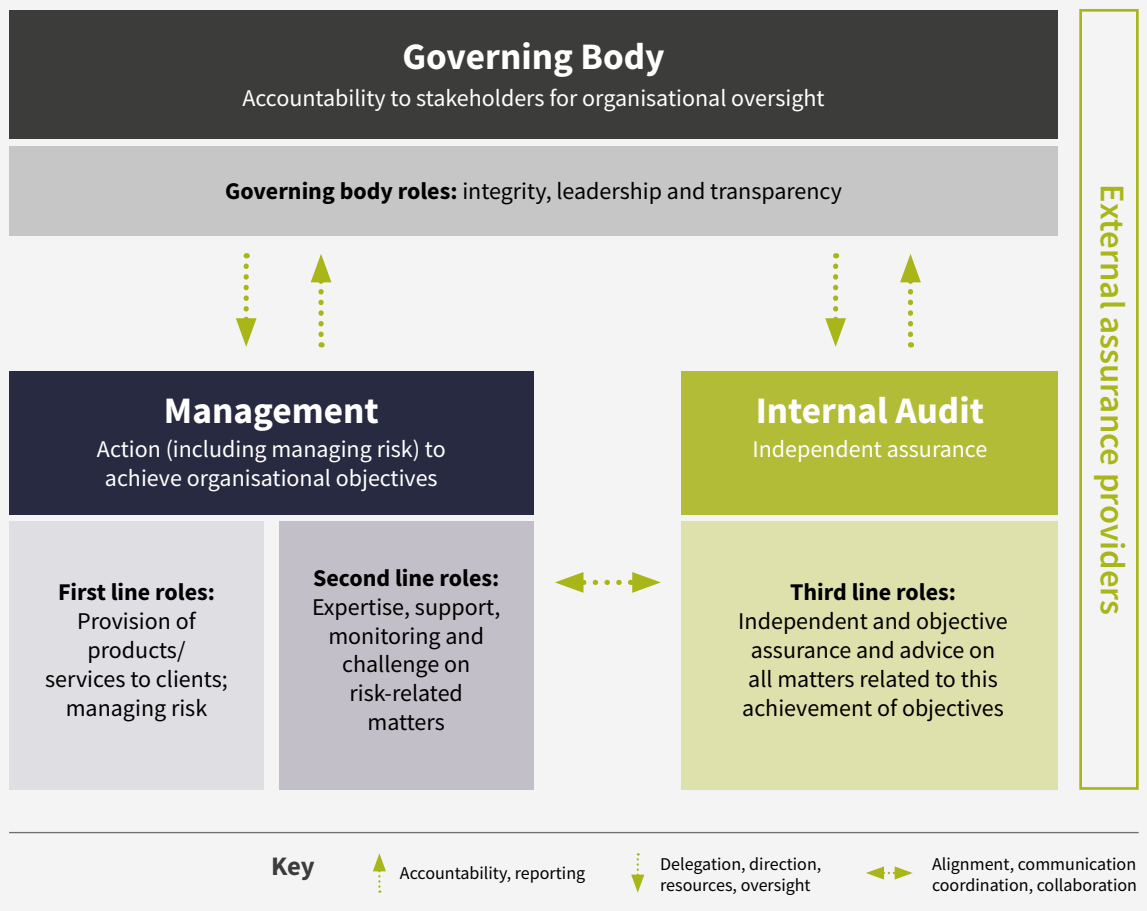 Governing Body
Accountability to stakeholders for organisational oversight
Governing body roles: integrity, leadership and transparency
Management
Action (including managing risk) to
achieve organisational objectives
First line roles:
Provision of
products/
services to clients;
managing risk
Second line roles:
Expertise, support,
monitoring and
challenge on
risk-related
matters
Internal Audit
Independent assurance
Third line roles:
Independent and objective
assurance and advice on
all matters related to this
achievement of objectives
External assurance providers
Key
Accountability, reporting
Delegation, direction,
resources, oversight
Alignment, communication
coordination, collaboration